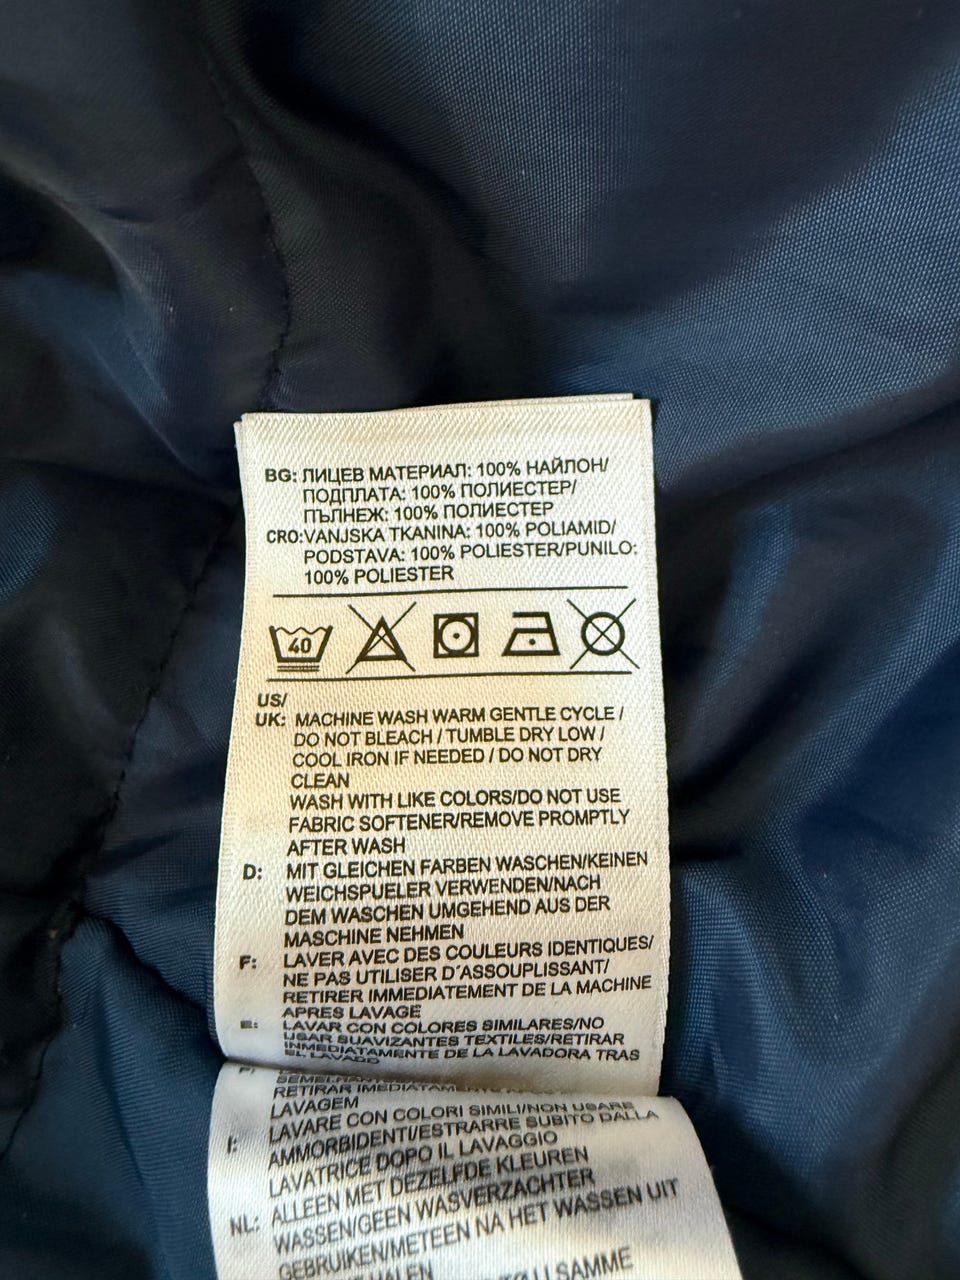 BG: ЛИЦЕВ МАТЕРИАЛ: 100% НАЙЛОН/
ПОДПЛАТА: 100% ПОЛИЕСТЕР/
ПЪЛНЕЖ: 100% ПОЛИЕСТЕР
CRO: VANJSKA TKANINA: 100% POLIAMID/
PODSTAVA: 100% POLIESTER/PUNILO:
100% POLIESTER
40
US/
UK: MACHINE WASH WARM GENTLE CYCLE /
DO NOT BLEACH / TUMBLE DRY LOW /
COOL IRON IF NEEDED / DO NOT DRY
CLEAN
WASH WITH LIKE COLORS/DO NOT USE
FABRIC SOFTENER/REMOVE PROMPTLY
AFTER WASH
D: MIT GLEICHEN FARBEN WASCHEN/KEINEN
WEICHSPUELER VERWENDEN/NACH
DEM WASCHEN UMGEHEND AUS DER
MASCHINE NEHMEN
F: LAVER AVEC DES COULEURS IDENTIQUES/
NE PAS UTILISER D'ASSOUPLISSANT/
RETIRER IMMEDIATEMENT DE LA MACHINE
APRES LAVAGE
E: LAVAR CON COLORES SIMILARES/NO
USAR SUAVIZANTES TEXTILES/RETIRAR
INMEDIATAMENTE DE LA LAVADORA TRAS
EL LAVADO
RETIRAR IMEDIATAMENTE
LAVAGEM
I: LAVARE CON COLORI SIMILI/NON USARE
AMMORBIDENTI/ESTRARRE SUBITO DALLA
LAVATRICE DOPO IL LAVAGGIO
NL: ALLEEN MET DEZELFDE KLEUREN
WASSEN/GEEN WASVERZACHTER
GEBRUIKEN/METEEN NA HET WASSEN UIT
SAMME